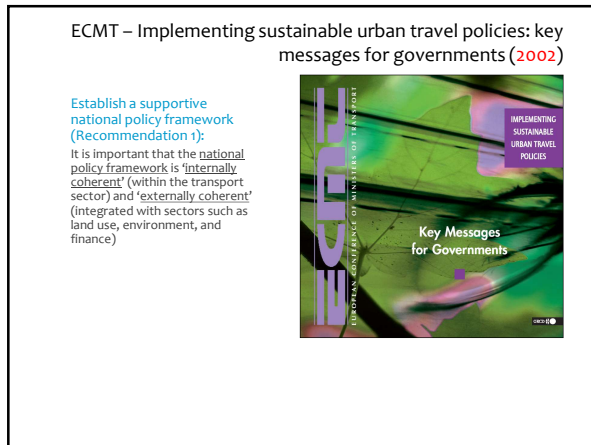 ECMT – Implementing sustainable urban travel policies: key
messages for governments (2002)
Establish a supportive
national policy framework
(Recommendation 1):
It is important that the national
policy framework is ‘internally
coherent’ (within the transport
sector) and ‘externally coherent’
(integrated with sectors such as
land use, environment, and
finance)
ECMT
EUROPEAN CONFERENCE OF MINISTERS OF TRANSPORT
IMPLEMENTING
SUSTAINABLE
URBAN TRAVEL
POLICIES
Key Messages
for Governments
OECD